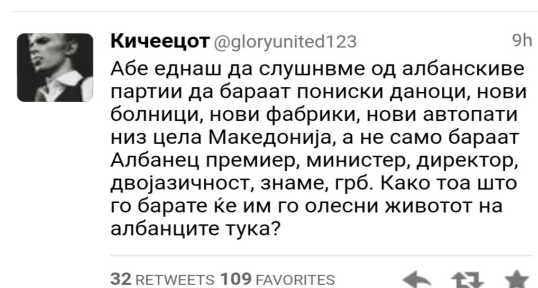 Кичеецот @gloryunited123 9h
Абе еднаш да слушнвме од албанскиве
партии да бараат пониски даноци, нови
болници, нови фабрики, нови автопати
низ цела Македонија, а не само бараат
Албанец премиер, министер, директор,
двојазичност, знаме, грб. Како тоа што
го барате ќе им го олесни животот на
албанците тука?
32 RETWEETS 109 FAVORITES